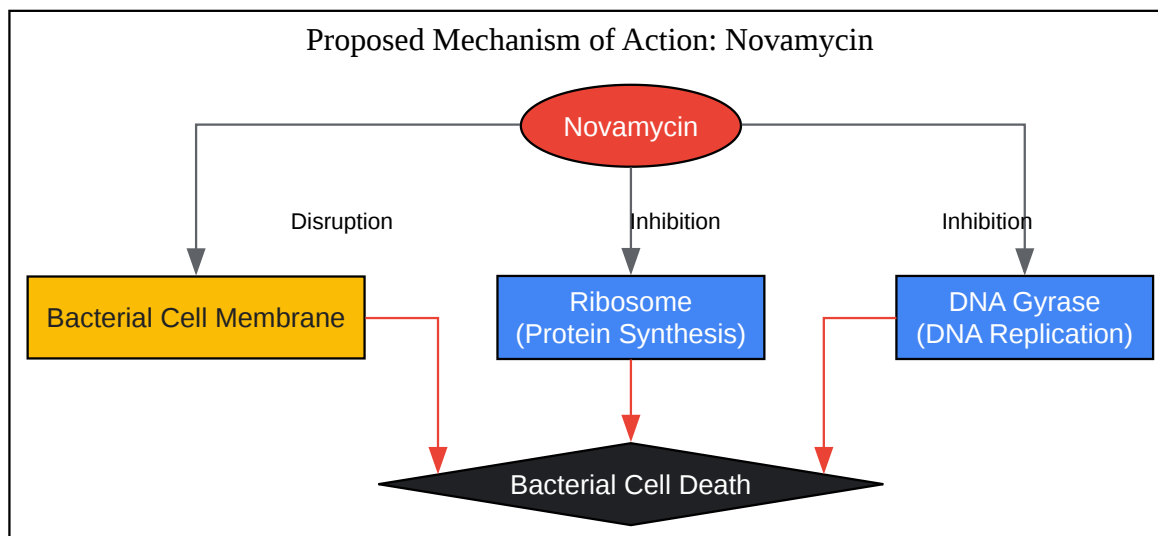 Proposed Mechanism of Action: Novamycin
Novamycin
Disruption
Inhibition
Inhibition
Bacterial Cell Membrane
Ribosome
(Protein Synthesis)
DNA Gyrase
(DNA Replication)
Bacterial Cell Death